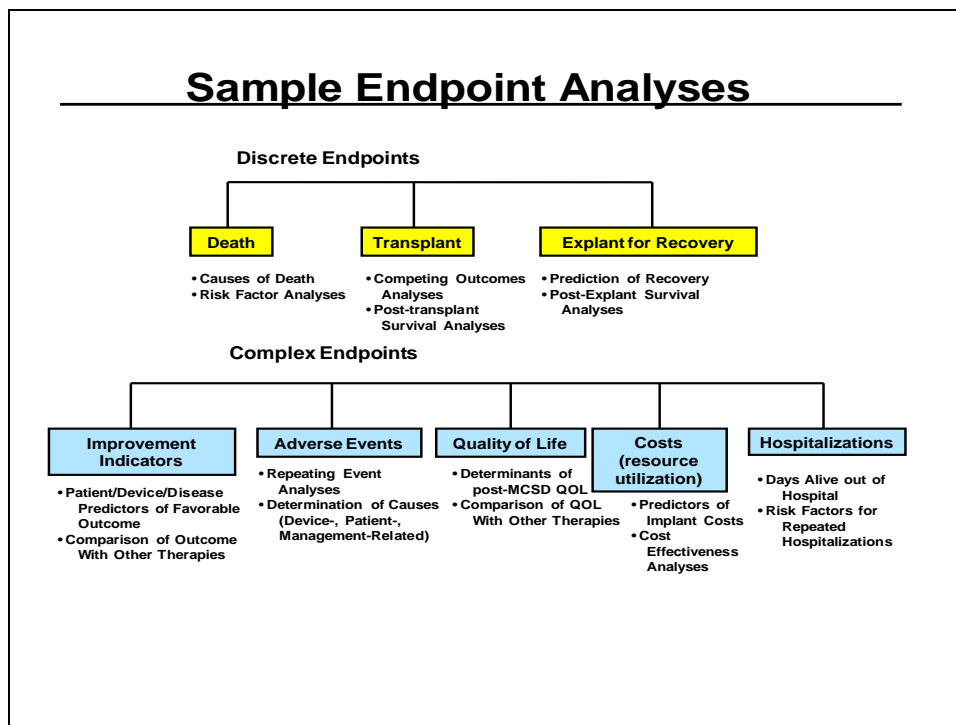 Sample Endpoint Analyses
Discrete Endpoints
Death
• Causes of Death
• Risk Factor Analyses
Transplant
• Competing Outcomes
Analyses
• Post-transplant
Survival Analyses
Explant for Recovery
• Prediction of Recovery
• Post-Explant Survival
Analyses
Complex Endpoints
Improvement
Indicators
• Patient/Device/Disease
Predictors of Favorable
Outcome
• Comparison of Outcome
With Other Therapies
Adverse Events
• Repeating Event
Analyses
• Determination of Causes
(Device-, Patient-,
Management-Related)
Quality of Life
• Determinants of
post-MCSD QOL
• Comparison of QOL
With Other Therapies
Costs
(resource
utilization)
• Predictors of
Implant Costs
• Cost
Effectiveness
Analyses
Hospitalizations
• Days Alive out of
Hospital
• Risk Factors for
Repeated
Hospitalizations